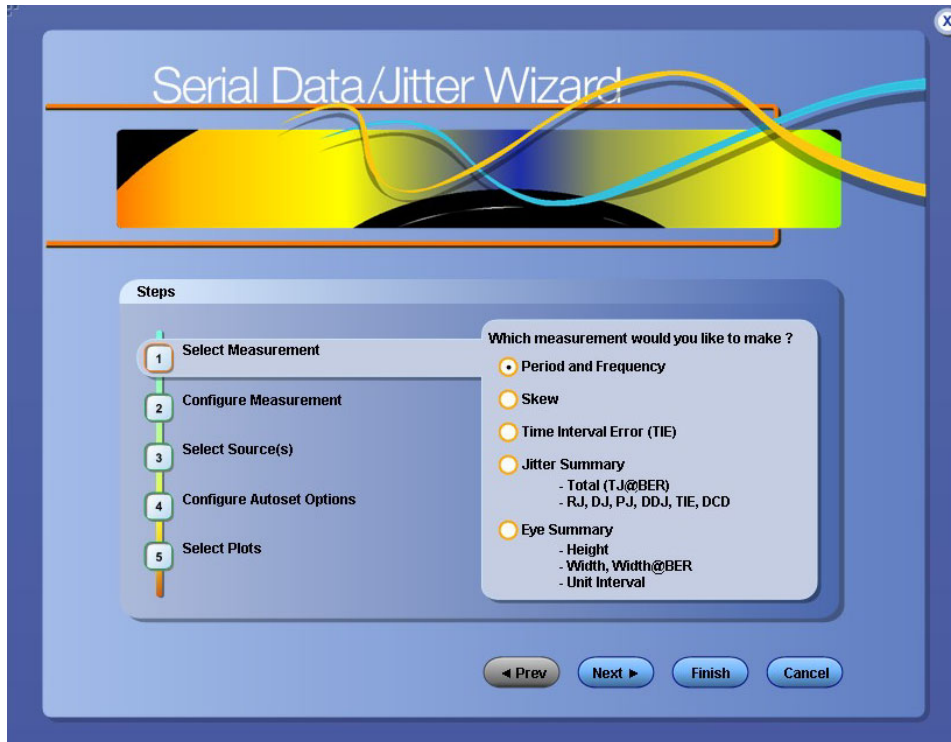 X
Serial Data/Jitter Wizard
Steps
1 Select Measurement
2 Configure Measurement
3 Select Source(s)
4 Configure Autoset Options
5 Select Plots
Which measurement would you like to make ?
Period and Frequency
Skew
Time Interval Error (TIE)
Jitter Summary
- Total (TJ@BER)
- RJ, DJ, PJ, DDJ, TIE, DCD
Eye Summary
- Height
- Width, Width@BER
- Unit Interval
◄ Prev
Next ►
Finish
Cancel